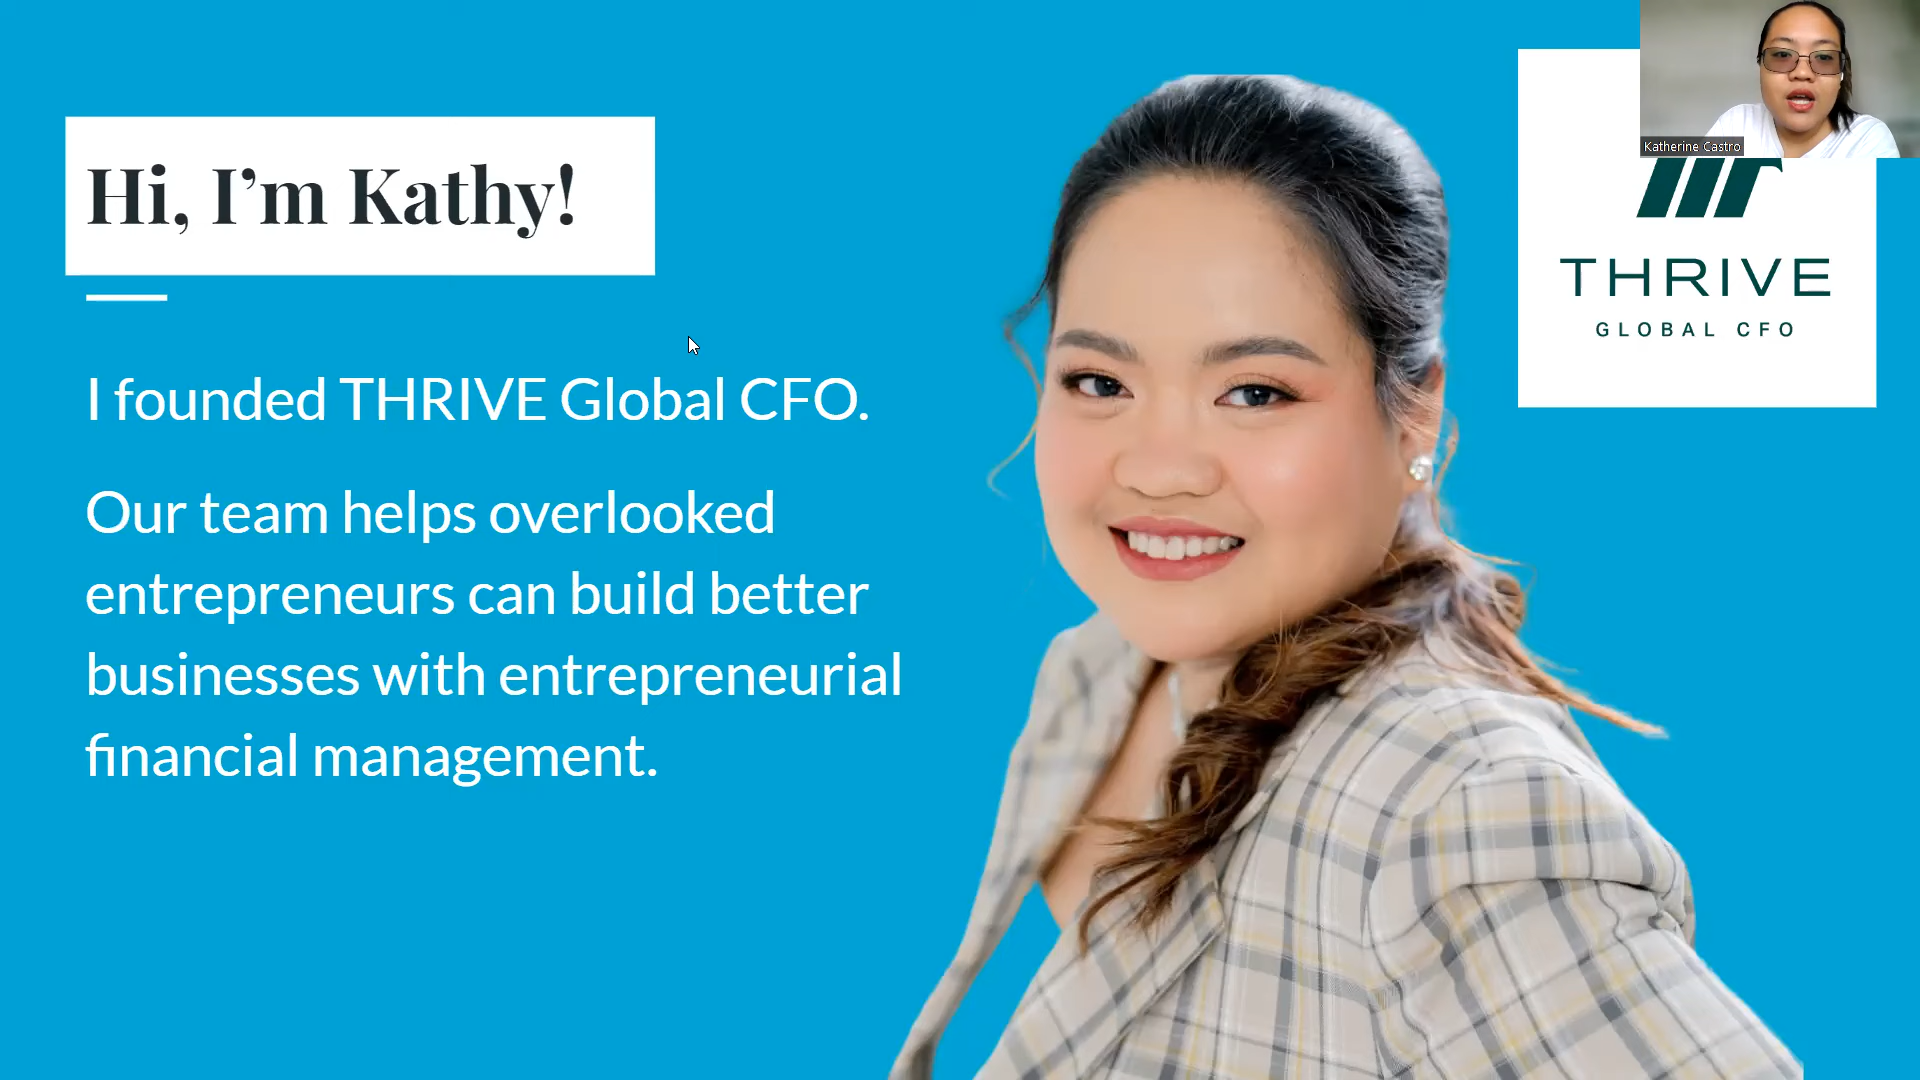 Hi, I'm Kathy!
I founded THRIVE Global CFO.
Our team helps overlooked
entrepreneurs can build better
businesses with entrepreneurial
financial management.
Katherine Castro
THRIVE
GLOBAL CFO